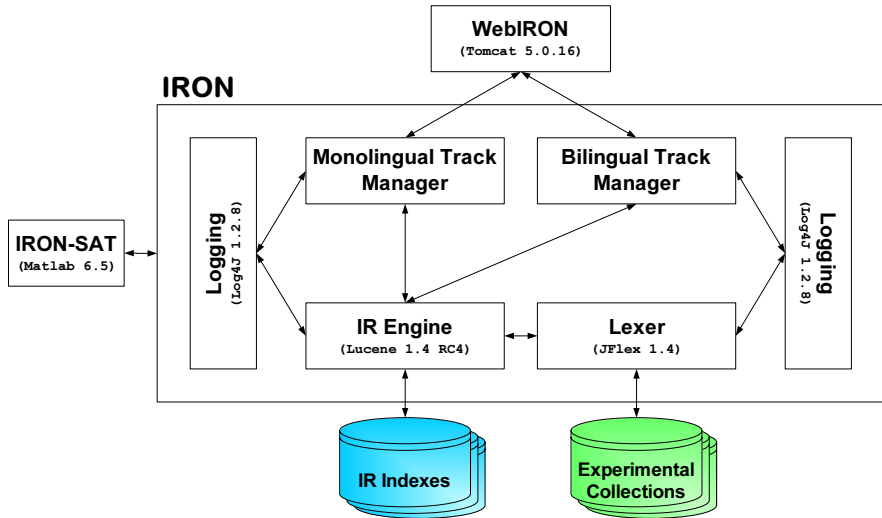 WebIRON
(Tomcat 5.0.16)
IRON
Monolingual Track
Manager
Bilingual Track
Manager
Logging
(Log4J 1.2.8)
Logging
(Log4J 1.2.8)
IRON-SAT
(Matlab 6.5)
IR Engine
(Lucene 1.4 RC4)
Lexer
(JFlex 1.4)
IR Indexes
Experimental
Collections